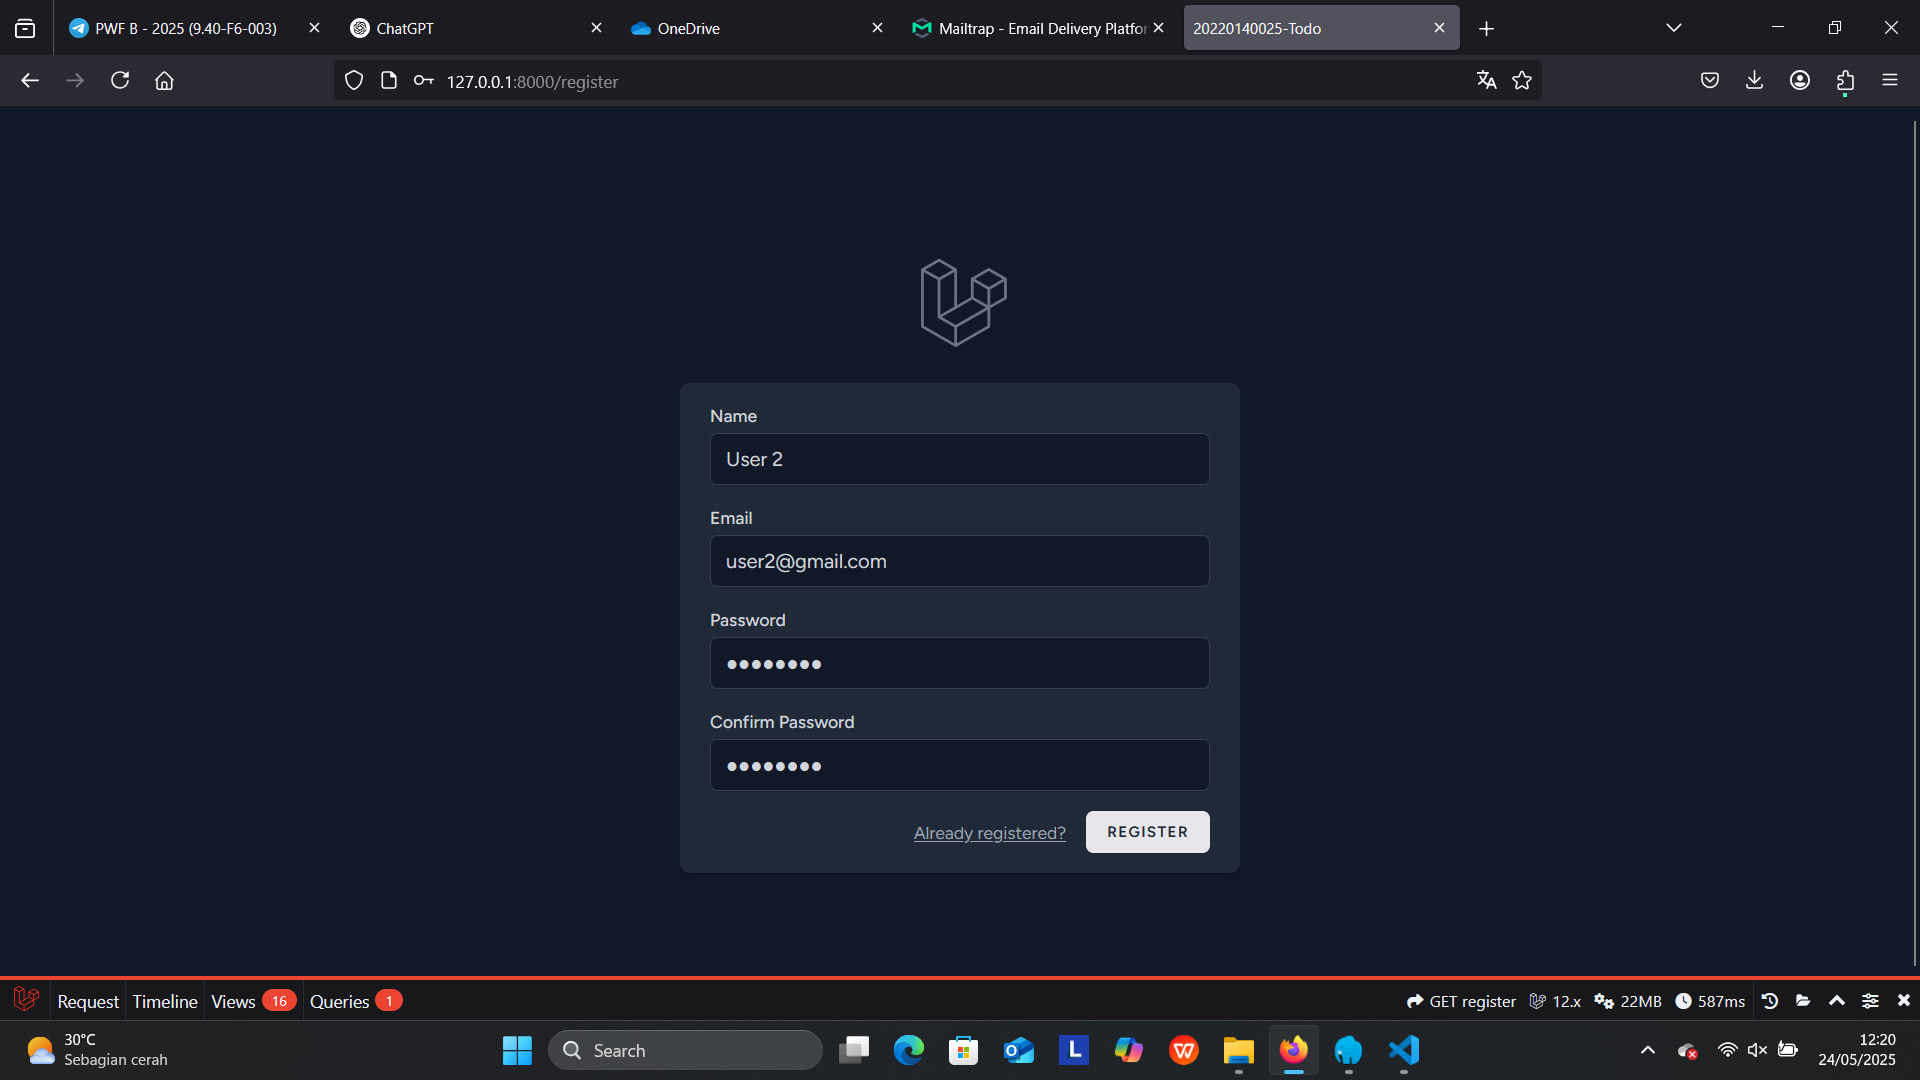 PWF B - 2025 (9.40-F6-003)
ChatGPT
OneDrive
Mailtrap - Email Delivery Platfor
20220140025-Todo
127.0.0.1:8000/register
Name
User 2
Email
user2@gmail.com
Password
●●●●●●●●
Confirm Password
●●●●●●●●
Already registered? REGISTER
Request Timeline Views 16 Queries 1 GET register 12.x 22MB 587ms
30°C
Sebagian cerah
Search
12:20
24/05/2025